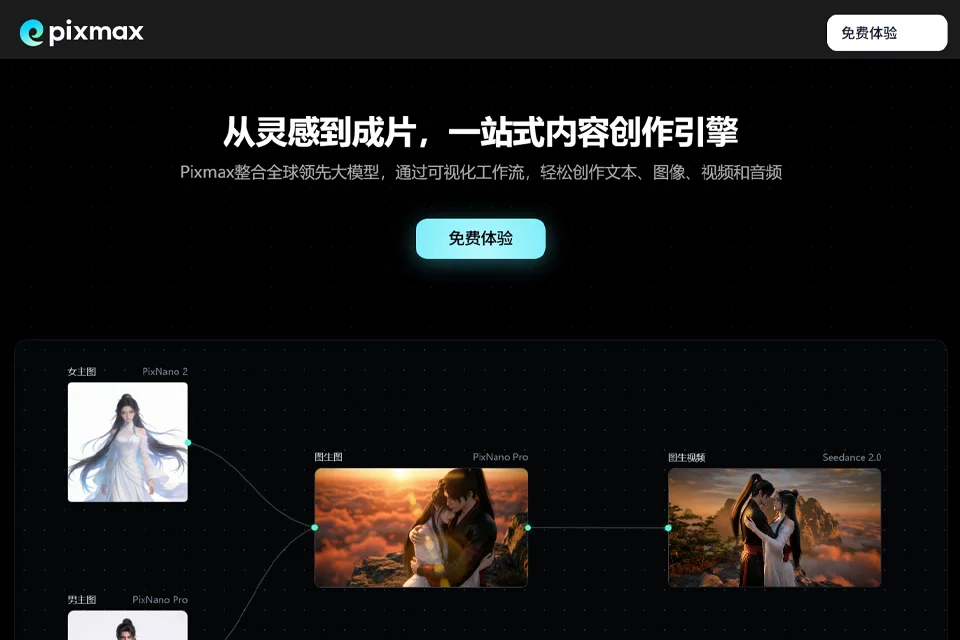 pixmax
免费体验
从灵感到成片，一站式内容创作引擎
Pixmax整合全球领先大模型，通过可视化工作流，轻松创作文本、图像、视频和音频
免费体验
女主图 PixNano 2
图生图 PixNano Pro
图生视频 Seedance 2.0
男主图 PixNano Pro